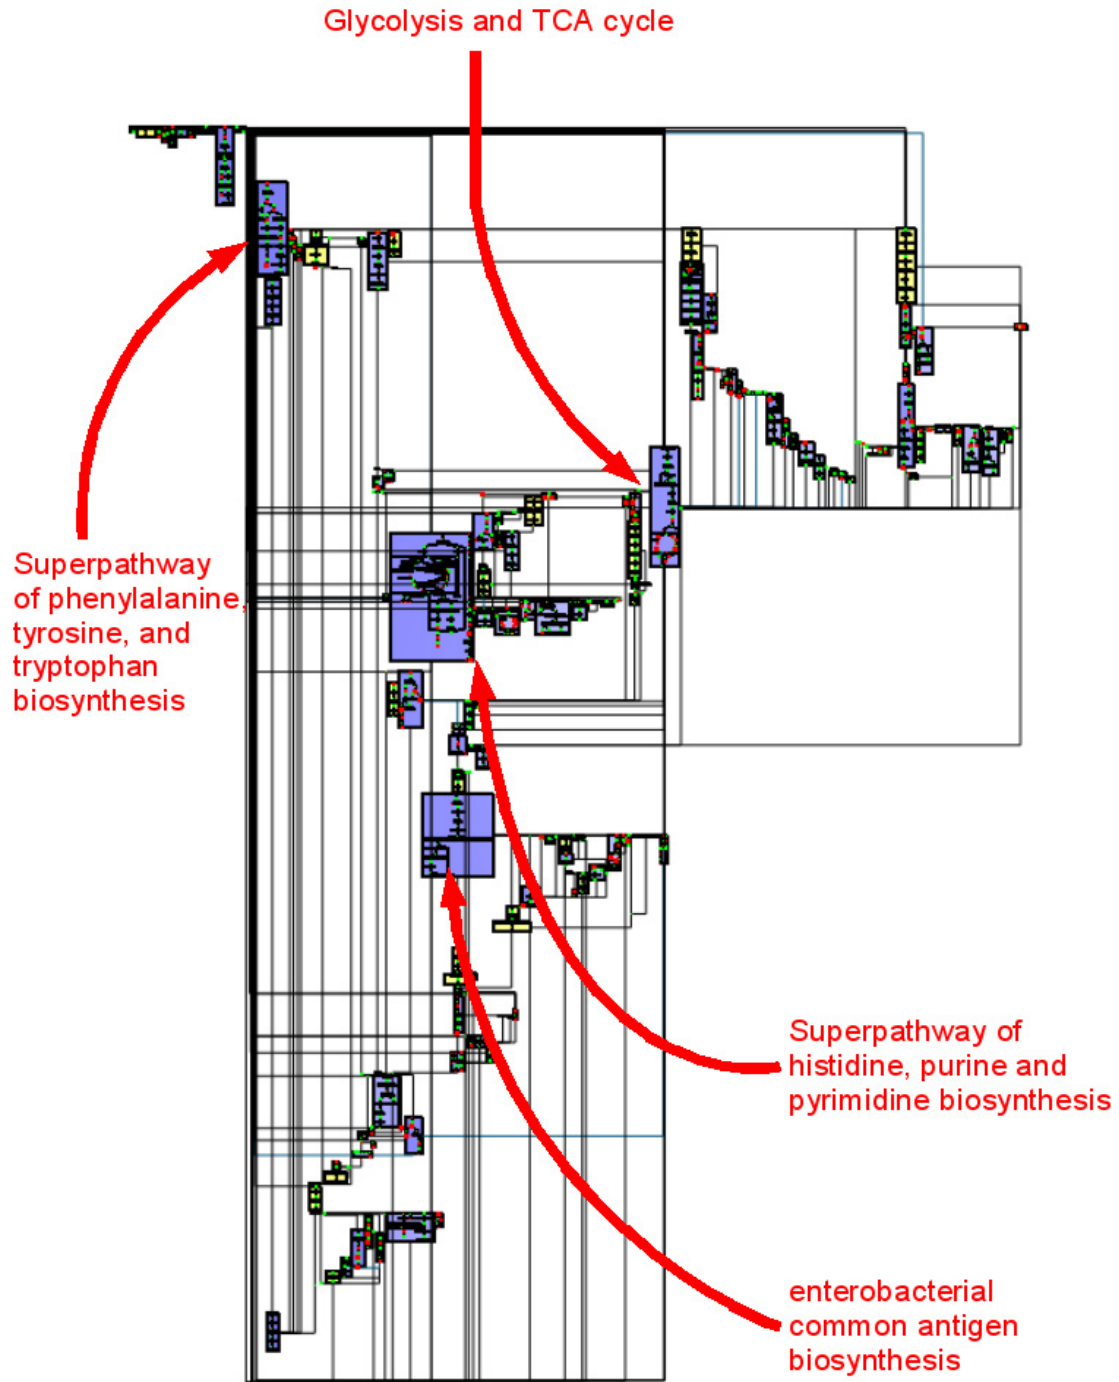 Glycolysis and TCA cycle
Superpathway
of phenylalanine,
tyrosine, and
tryptophan
biosynthesis
Superpathway of
histidine, purine and
pyrimidine biosynthesis
enterobacterial
common antigen
biosynthesis